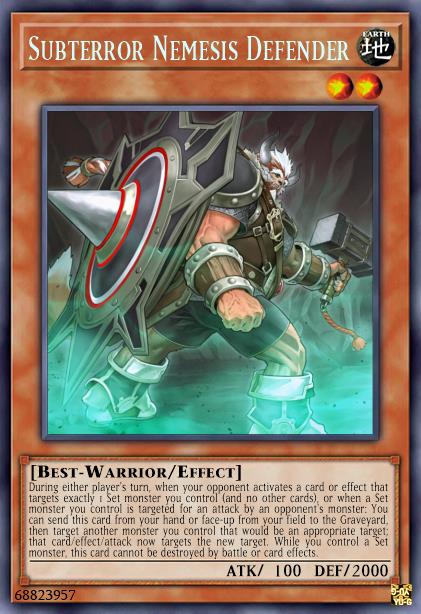 Subterror Nemesis Defender
EARTH
地
[Best-Warrior/Effect]
During either player's turn, when your opponent activates a card or effect that
targets exactly 1 Set monster you control (and no other cards), or when a Set
monster you control is targeted for an attack by an opponent's monster: You
can send this card from your hand or face-up from your field to the Graveyard,
then target another monster you control that would be an appropriate target;
that card/effect/attack now targets the new target. While you control a Set
monster, this card cannot be destroyed by battle or card effects.
ATK/ 100 DEF/2000
68823957